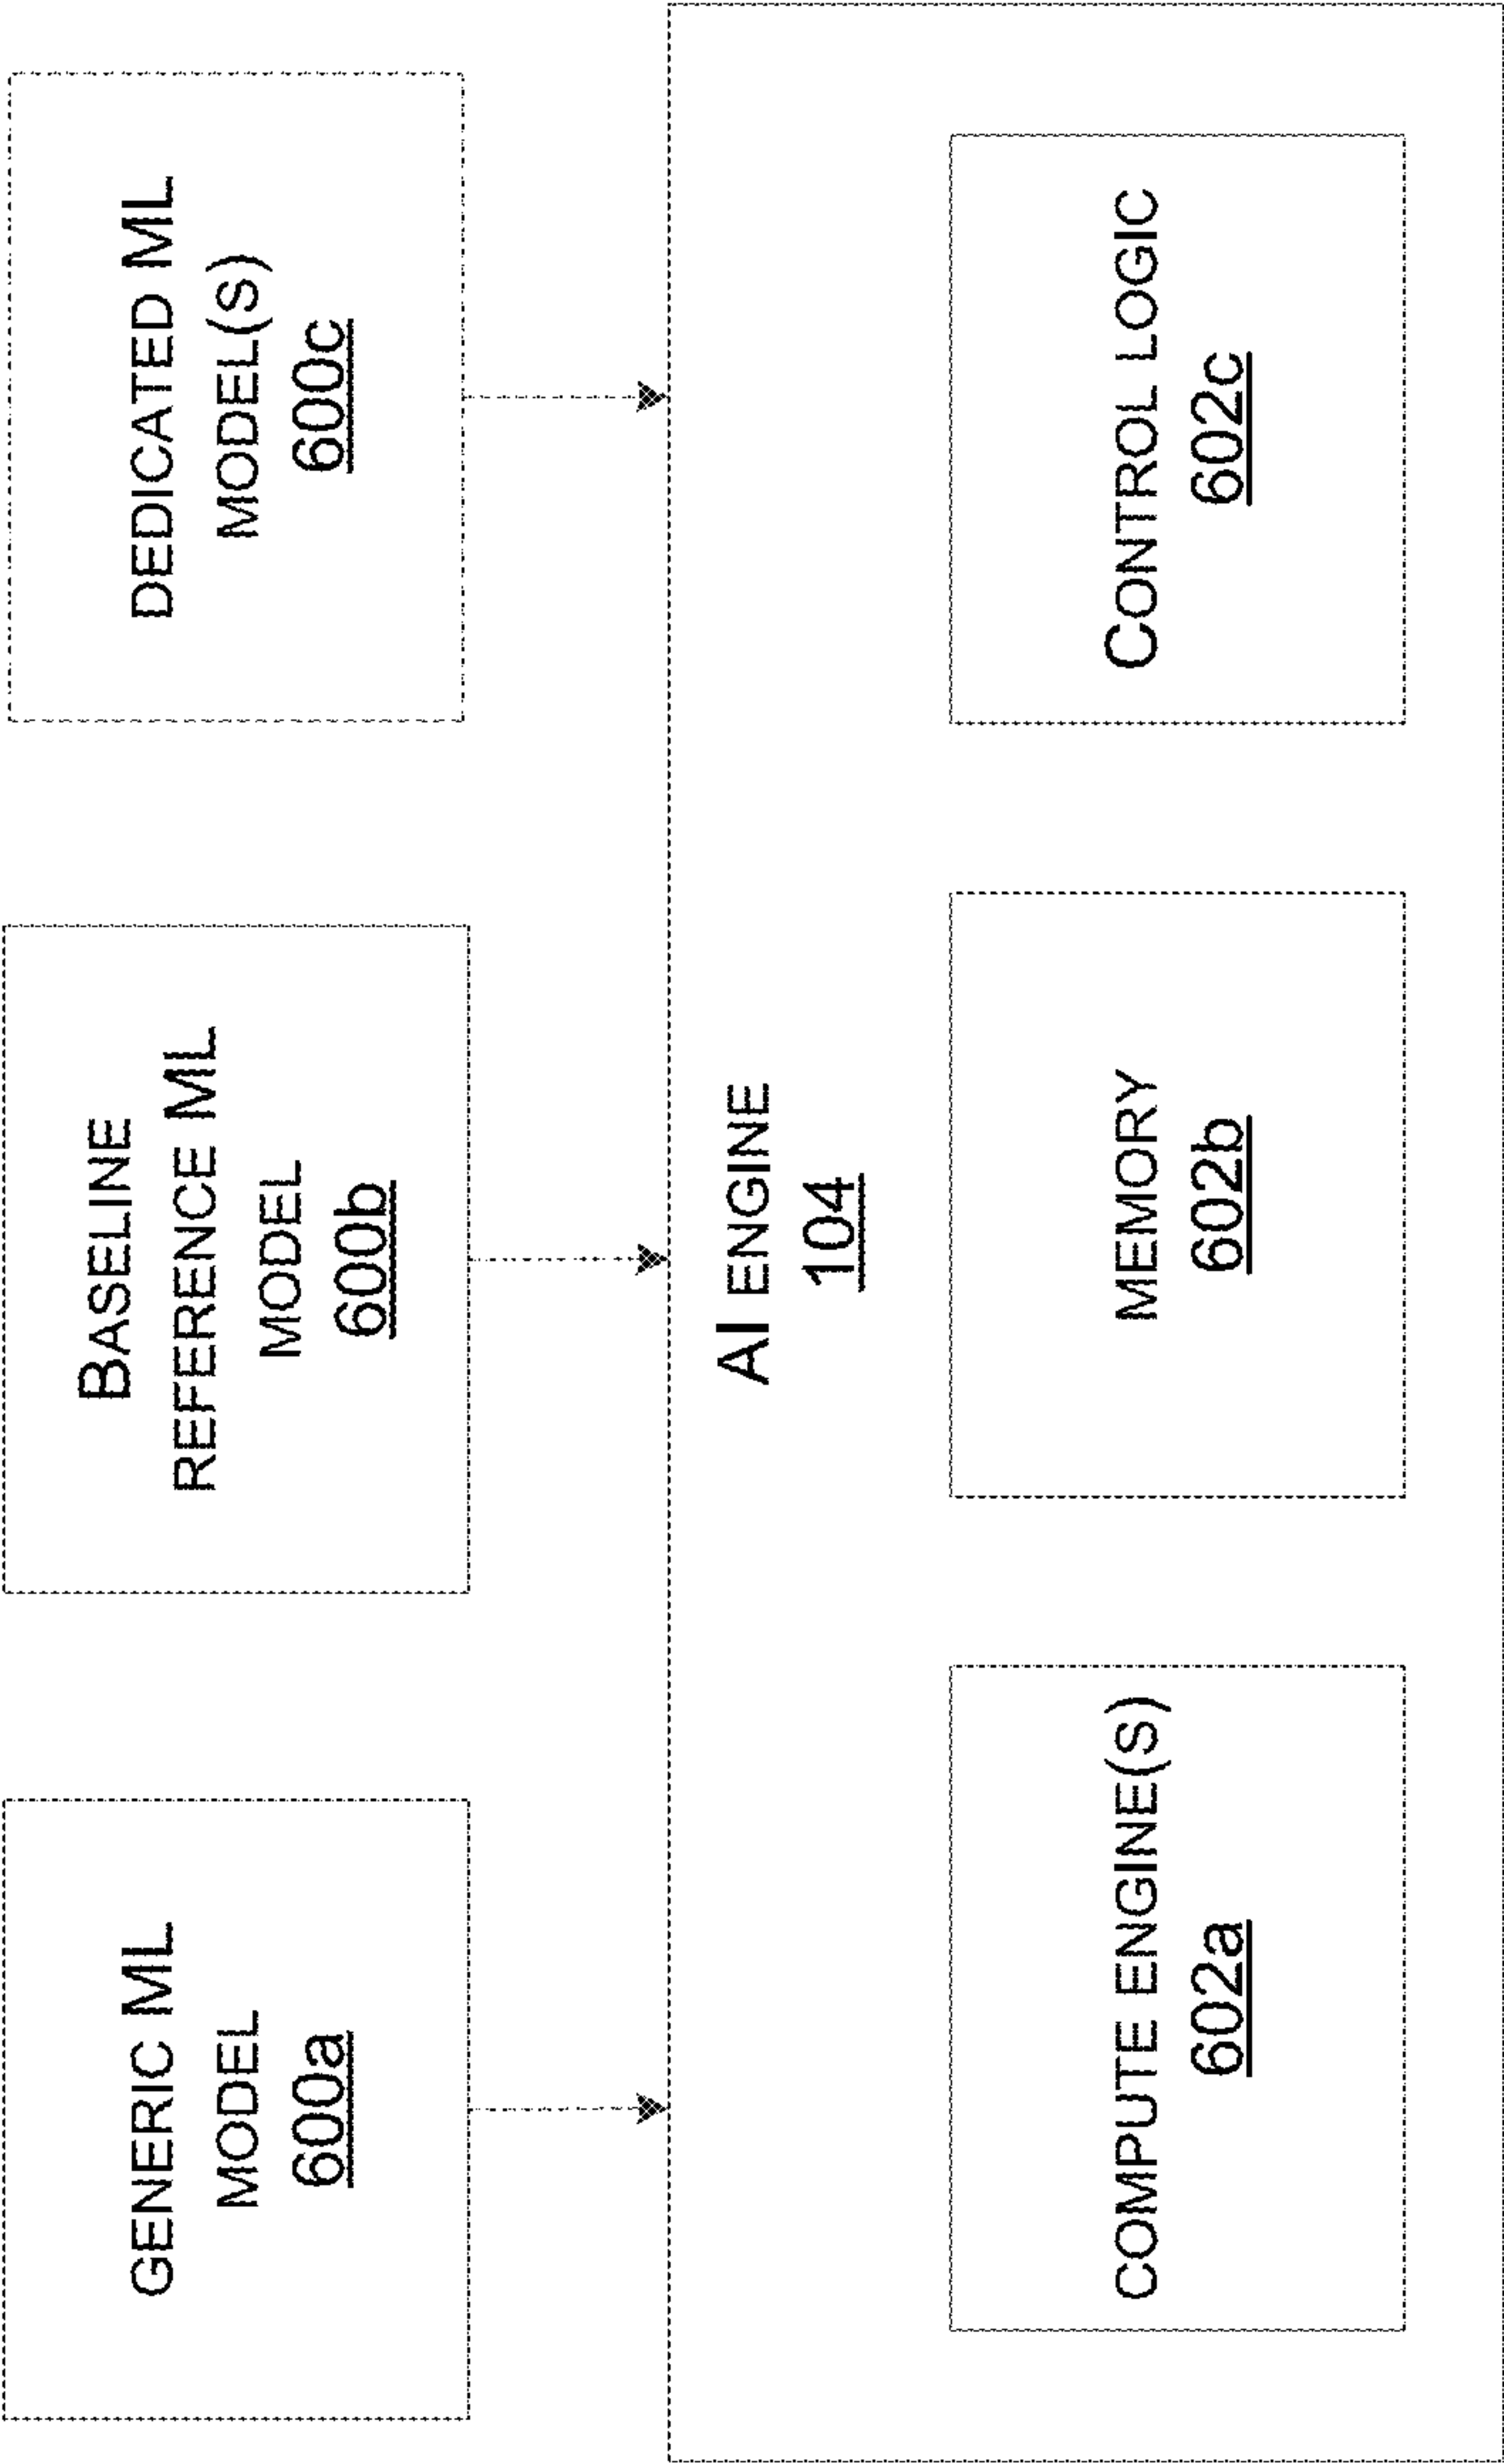 GENERIC ML
MODEL
600a
BASELINE
REFERENCE ML
MODEL
600b
DEDICATED ML
MODEL(S)
600c
AI ENGINE
104
COMPUTE ENGINE(S)
602a
MEMORY
602b
CONTROL LOGIC
602c